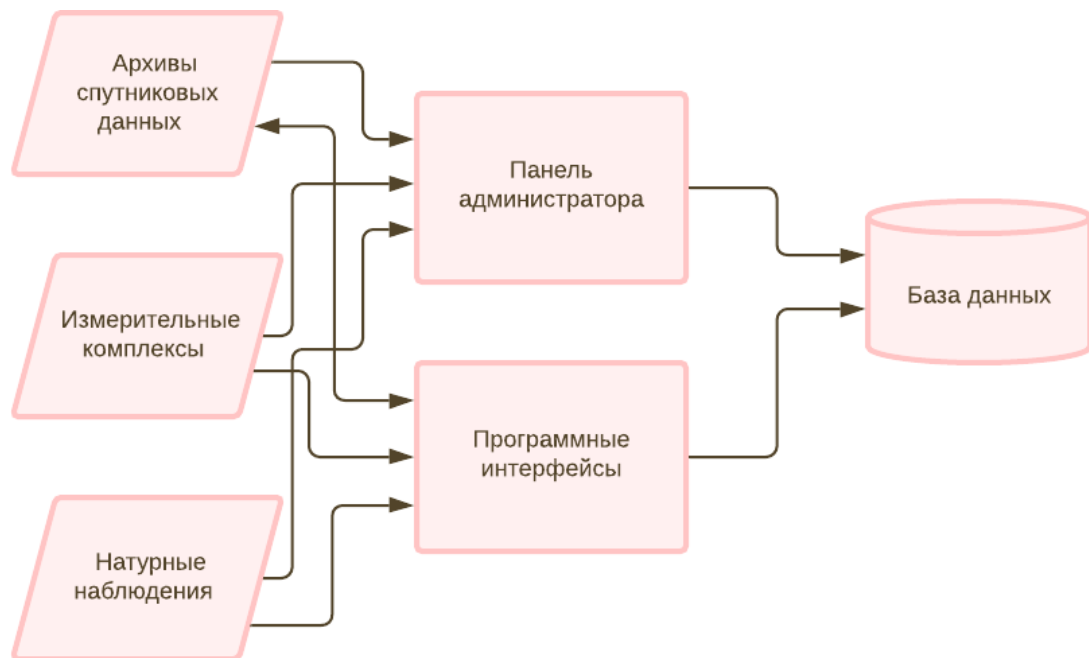 Архивы
спутниковых
данных
Панель
администратора
База данных
Измерительные
комплексы
Программные
интерфейсы
Натурные
наблюдения